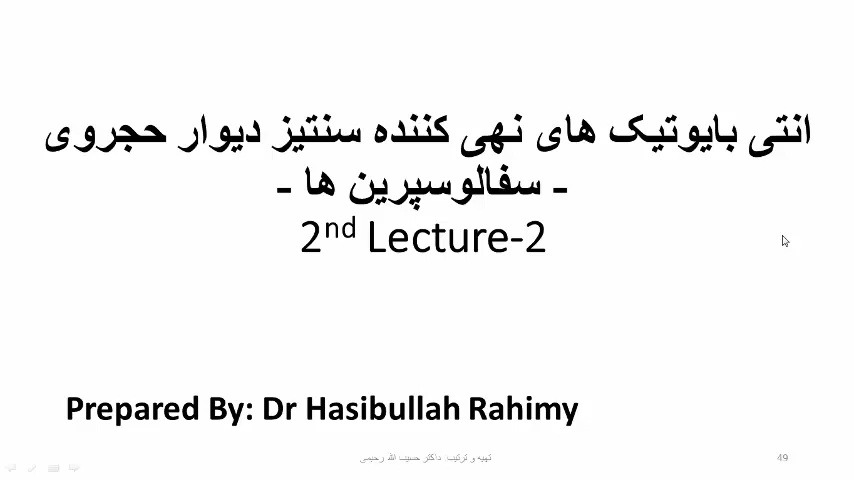 انتی بایوتیک های نهی کننده سنتیز دیوار حجروی
- سفالوسپرین ها -
2nd Lecture-2
Prepared By: Dr Hasibullah Rahimy
تهیه و ترتیب: داکتر حسیب الله رحیمی
49